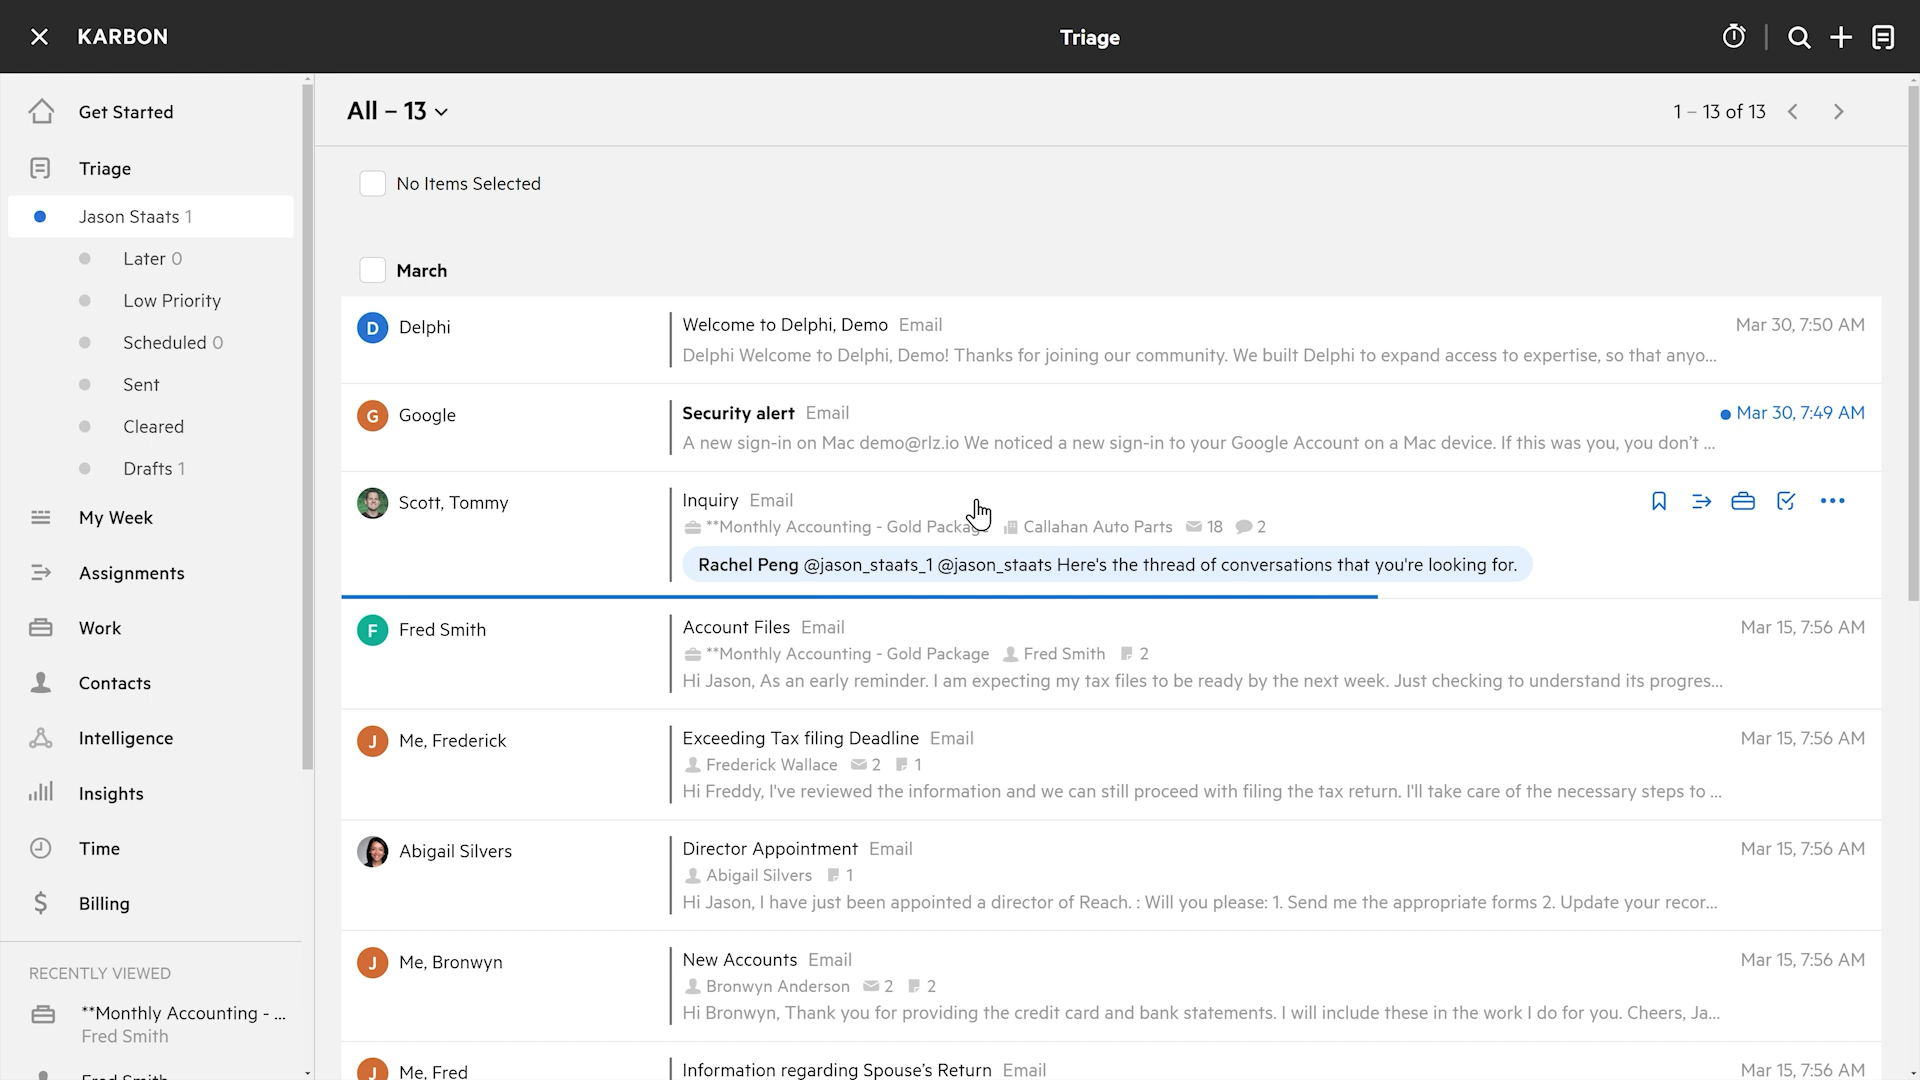 KARBON
Triage
Get Started
Triage
Jason Staats 1
Later 0
Low Priority
Scheduled 0
Sent
Cleared
Drafts 1
My Week
Assignments
Work
Contacts
Intelligence
Insights
Time
Billing
RECENTLY VIEWED
**Monthly Accounting - ...
Fred Smith
Fred Smith
All – 13
1 – 13 of 13
No Items Selected
March
D Delphi
Welcome to Delphi, Demo Email
Mar 30, 7:50 AM
Delphi Welcome to Delphi, Demo! Thanks for joining our community. We built Delphi to expand access to expertise, so that anyo...
G Google
Security alert Email
Mar 30, 7:49 AM
A new sign-in on Mac demo@rlz.io We noticed a new sign-in to your Google Account on a Mac device. If this was you, you don't ...
Scott, Tommy
Inquiry Email
**Monthly Accounting - Gold Package Callahan Auto Parts 18 2
Rachel Peng @jason_staats_1 @jason_staats Here's the thread of conversations that you're looking for.
F Fred Smith
Account Files Email
Mar 15, 7:56 AM
**Monthly Accounting - Gold Package Fred Smith 2
Hi Jason, As an early reminder. I am expecting my tax files to be ready by the next week. Just checking to understand its progres...
J Me, Frederick
Exceeding Tax filing Deadline Email
Mar 15, 7:56 AM
Frederick Wallace 2 1
Hi Freddy, I've reviewed the information and we can still proceed with filing the tax return. I'll take care of the necessary steps to ...
Abigail Silvers
Director Appointment Email
Mar 15, 7:56 AM
Abigail Silvers 1
Hi Jason, I have just been appointed a director of Reach. : Will you please: 1. Send me the appropriate forms 2. Update your recor...
J Me, Bronwyn
New Accounts Email
Mar 15, 7:56 AM
Bronwyn Anderson 2 2
Hi Bronwyn, Thank you for providing the credit card and bank statements. I will include these in the work I do for you. Cheers, Ja...
J Me, Fred
Information regarding Spouse's Return Email
Mar 15, 7:56 AM